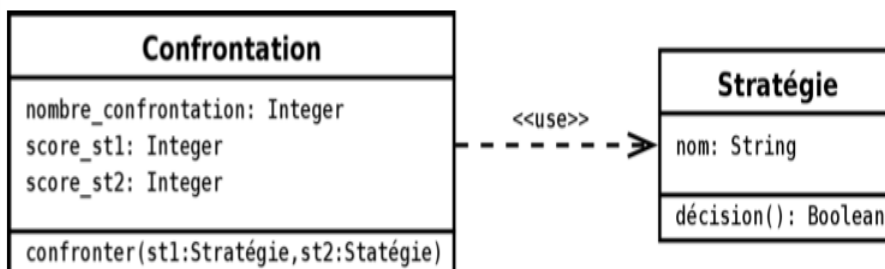 Confrontation
nombre_confrontation: Integer
score_st1: Integer
score_st2: Integer
confronter(st1:Stratégie,st2:Statégie)
<<use>>
Stratégie
nom: String
décision(): Boolean